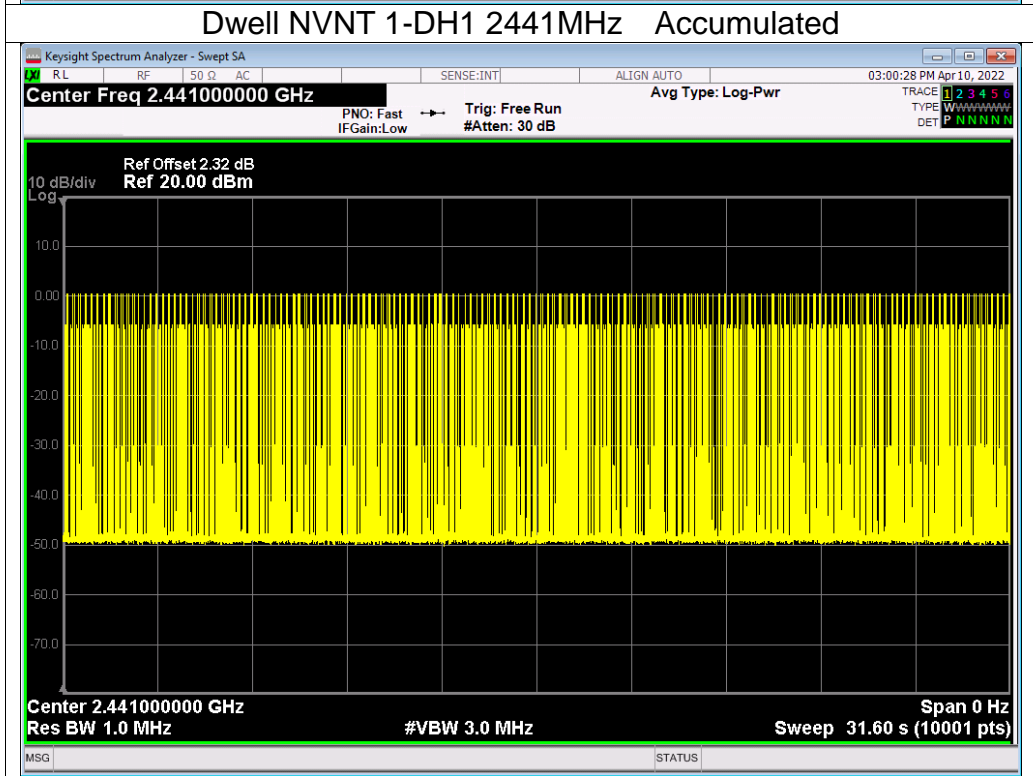 Dwell NVNT 1-DH1 2441MHz Accumulated
Keysight Spectrum Analyzer - Swept SA
LXI RL RF 50 Ω AC SENSE:INT ALIGN AUTO 03:00:28 PM Apr 10, 2022
Center Freq 2.441000000 GHz Avg Type: Log-Pwr TRACE 1 2 3 4 5 6
PNO: Fast Trig: Free Run TYPE WWWWWWW
IFGain:Low #Atten: 30 dB DET P N N N N N
Ref Offset 2.32 dB
10 dB/div Ref 20.00 dBm
Log
10.0
0.00
-10.0
-20.0
-30.0
-40.0
-50.0
-60.0
-70.0
Center 2.441000000 GHz Span 0 Hz
Res BW 1.0 MHz #VBW 3.0 MHz Sweep 31.60 s (10001 pts)
MSG STATUS